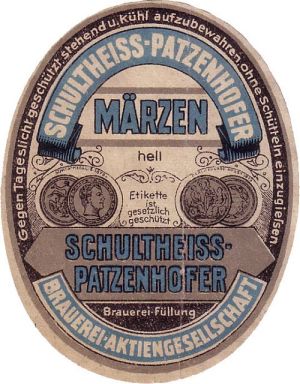 Gegen Tageslicht geschützt, stehend u. kühl aufzubewahren, ohne Schütteln einzugießen
SCHULTHEISS-PATZENHOFER
MÄRZEN
hell
Etikette
ist
gesetzlich
geschützt
SCHULTHEISS-
PATZENHOFER
Brauerei-Füllung
BRAUEREI-AKTIENGESELLSCHAFT